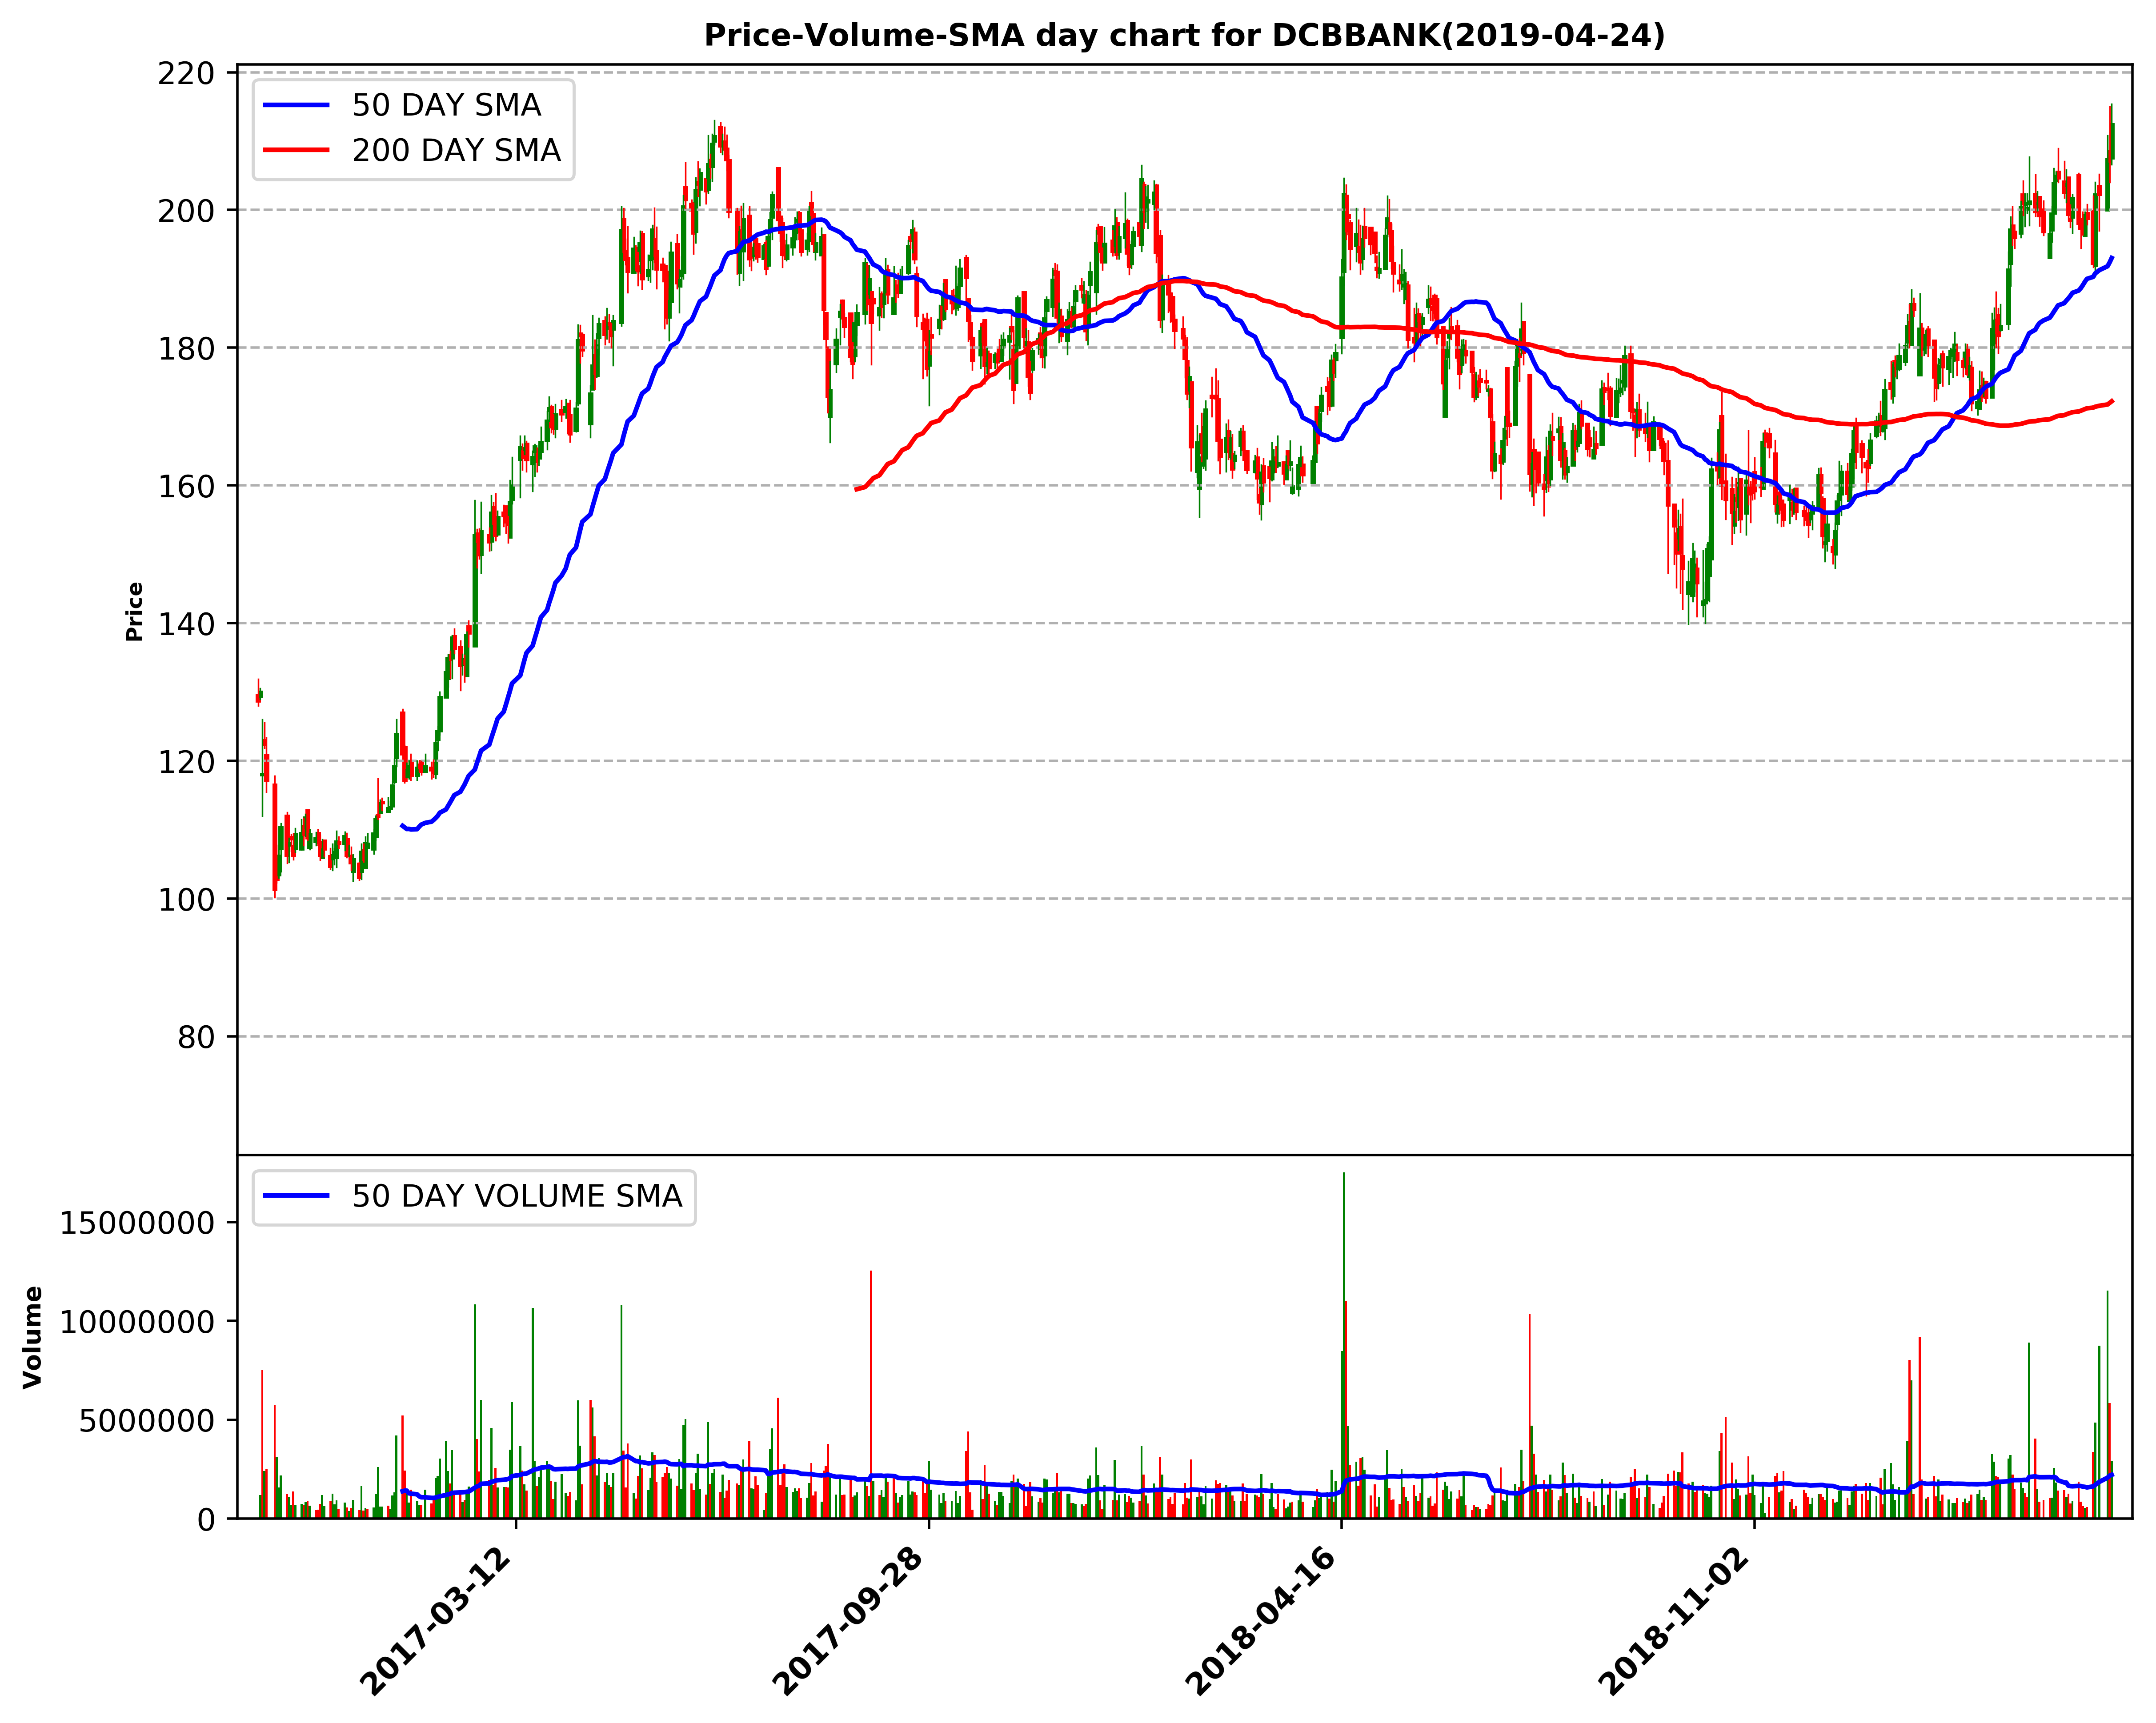 Price-Volume-SMA day chart for DCBBANK(2019-04-24)
220
200
180
160
140
120
100
80
Price
50 DAY SMA
200 DAY SMA
50 DAY VOLUME SMA
15000000
10000000
5000000
0
Volume
2017-03-12
2017-09-28
2018-04-16
2018-11-02